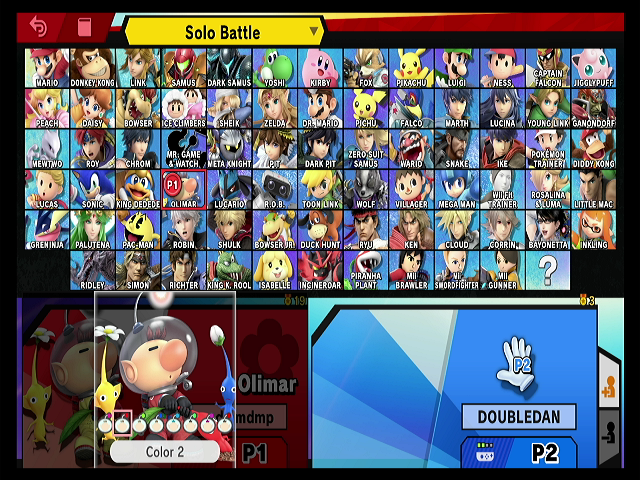 Solo Battle
MARIO DONKEY KONG LINK SAMUS DARK SAMUS YOSHI KIRBY FOX PIKACHU LUIGI NESS CAPTAIN FALCON JIGGLYPUFF
PEACH DAISY BOWSER ICE CLIMBERS SHEIK ZELDA DR. MARIO PICHU FALCO MARTH LUCINA YOUNG LINK GANONDORF
MEWTWO ROY CHROM MR. GAME & WATCH META KNIGHT PIT DARK PIT ZERO SUIT SAMUS WARIO SNAKE IKE POKÉMON TRAINER DIDDY KONG
LUCAS SONIC KING DEDEDE P1 OLIMAR LUCARIO R.O.B. TOON LINK WOLF VILLAGER MEGA MAN WII FIT TRAINER ROSALINA & LUMA LITTLE MAC
GRENINJA PALUTENA PAC-MAN ROBIN SHULK BOWSER JR. DUCK HUNT RYU KEN CLOUD CORRIN BAYONETTA INKLING
RIDLEY SIMON RICHTER KING K. ROOL ISABELLE INCINEROAR PIRANHA PLANT MII BRAWLER MII SWORDFIGHTER MII GUNNER ?
19
3
P2
Olimar
mdmp
DOUBLEDAN
Color 2
P1
P2